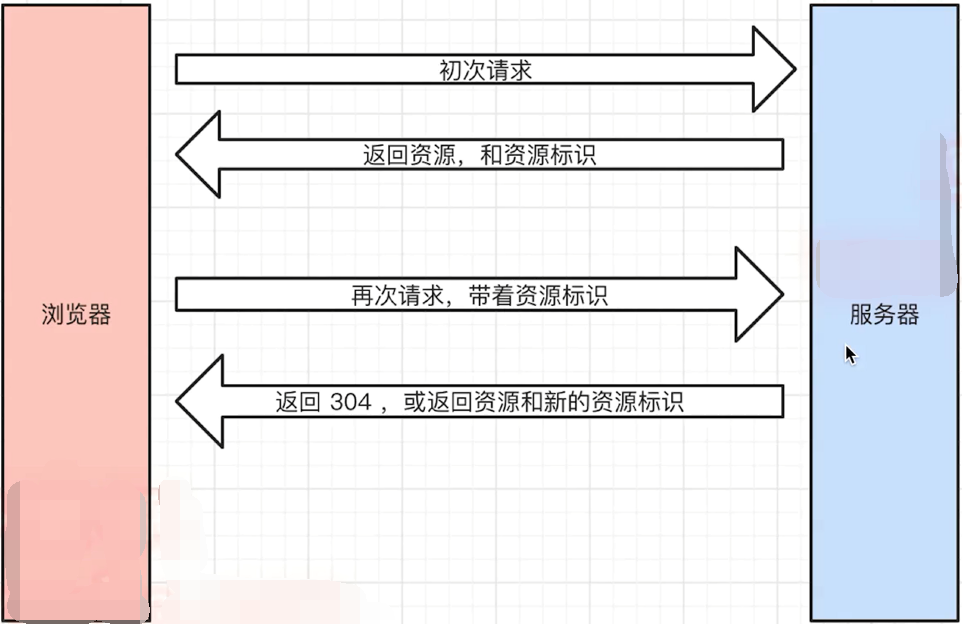 初次请求
返回资源，和资源标识
再次请求，带着资源标识
浏览器
服务器
返回 304 ，或返回资源和新的资源标识